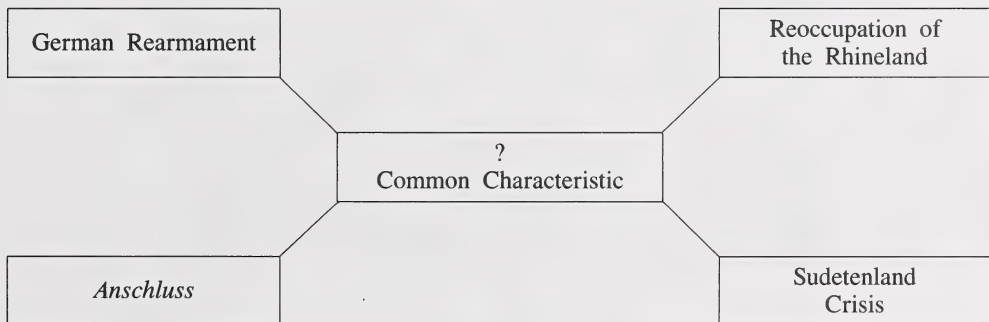 German Rearmament
Reoccupation of
the Rhineland
?
Common Characteristic
Anschluss
Sudetenland
Crisis